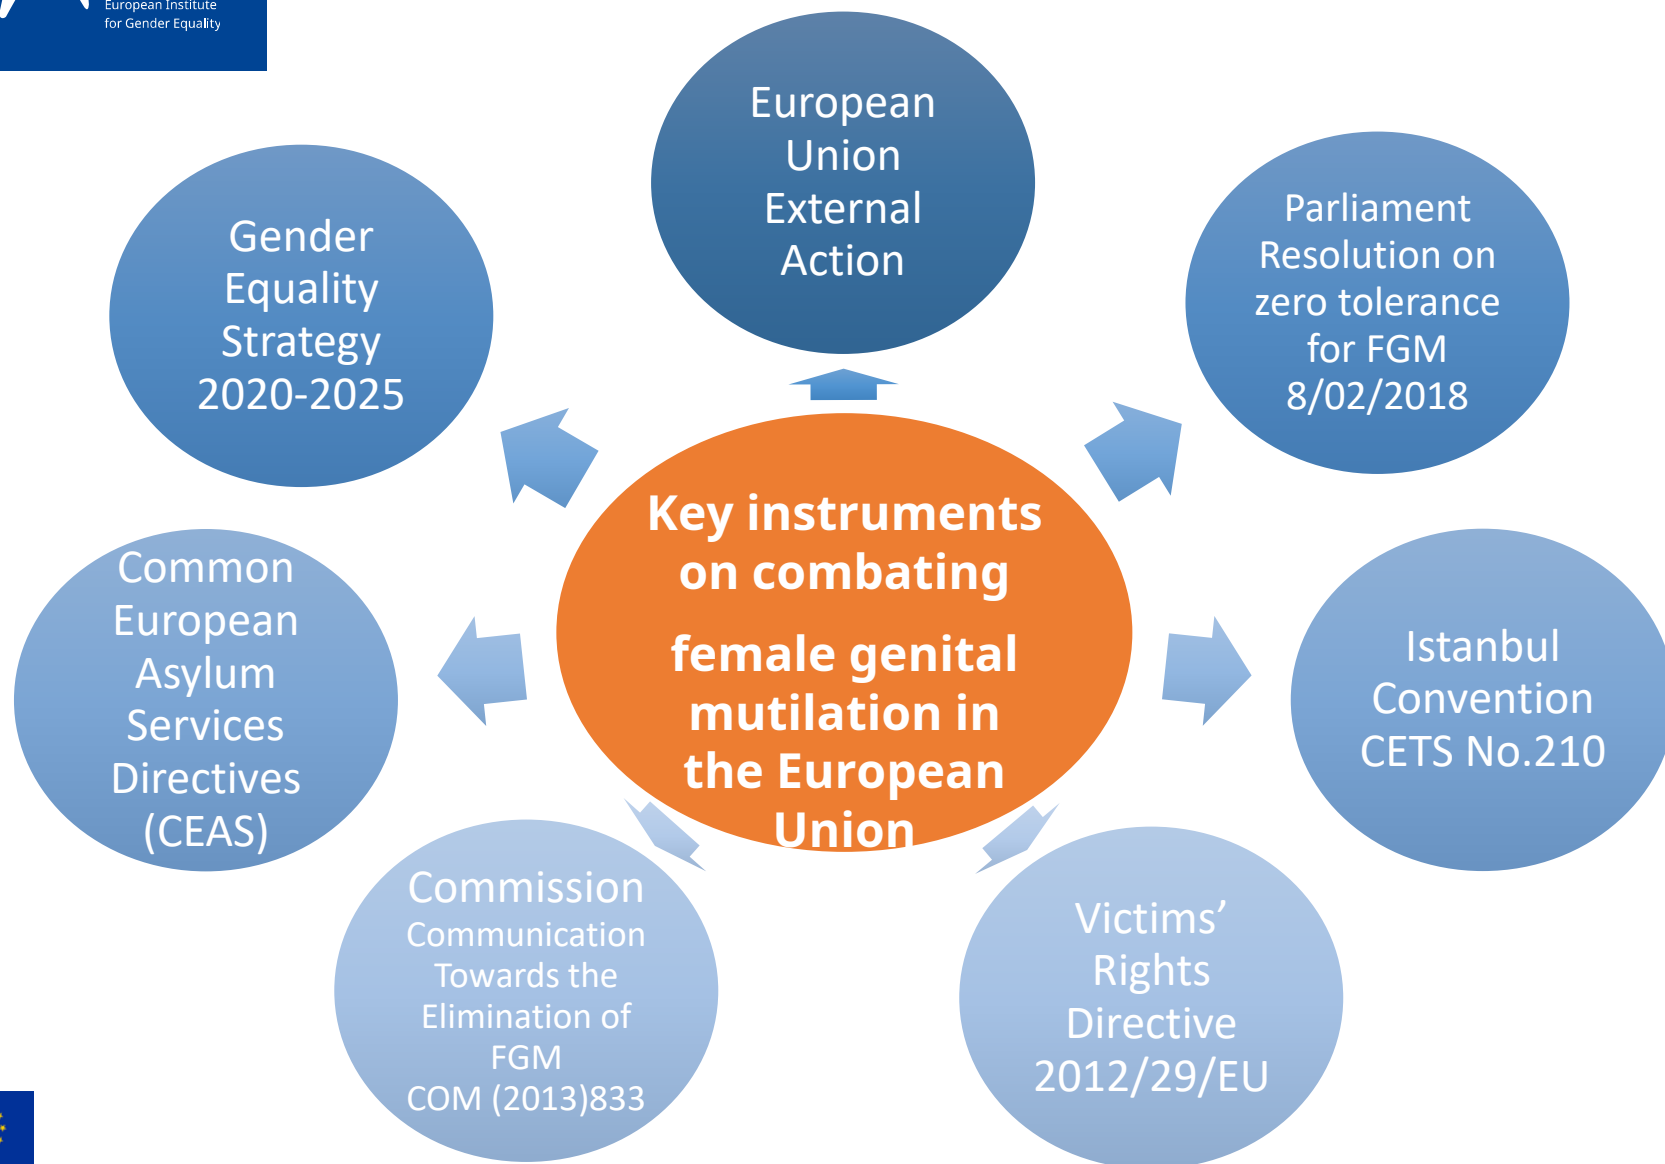 European Institute
for Gender Equality
European
Union
External
Action
Parliament
Resolution on
zero tolerance
for FGM
8/02/2018
Gender
Equality
Strategy
2020-2025
Key instruments
on combating
female genital
mutilation in
the European
Union
Common
European
Asylum
Services
Directives
(CEAS)
Istanbul
Convention
CETS No.210
Commission
Communication
Towards the
Elimination of
FGM
COM (2013)833
Victims’
Rights
Directive
2012/29/EU